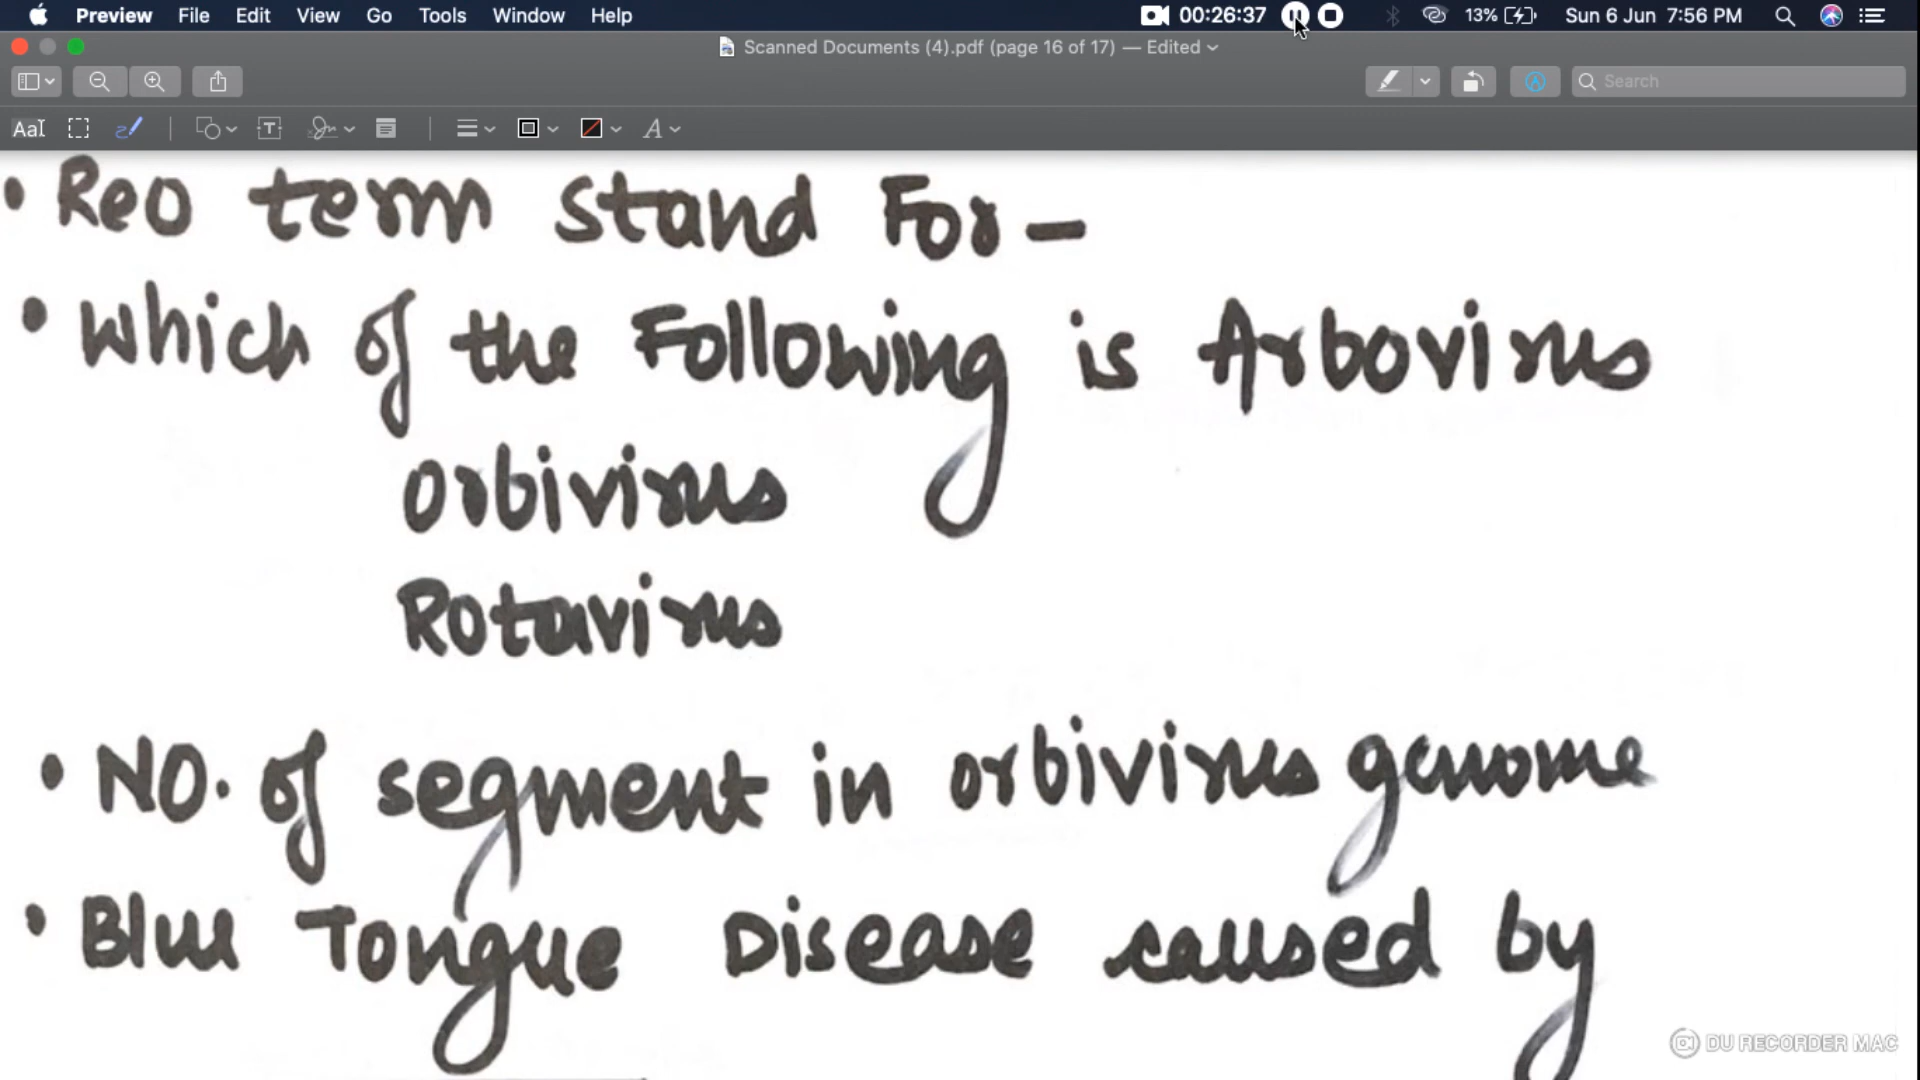 Preview File Edit View Go Tools Window Help 00:26:37 13% Sun 6 Jun 7:56 PM
Scanned Documents (4).pdf (page 16 of 17) — Edited
Search
AaI T A
• Reo term stand For –
• Which of the Following is Arbovirus
Orbivirus
Rotavirus
• NO. of segment in orbivirus genome
• Blue Tongue Disease caused by
DU RECORDER MAC